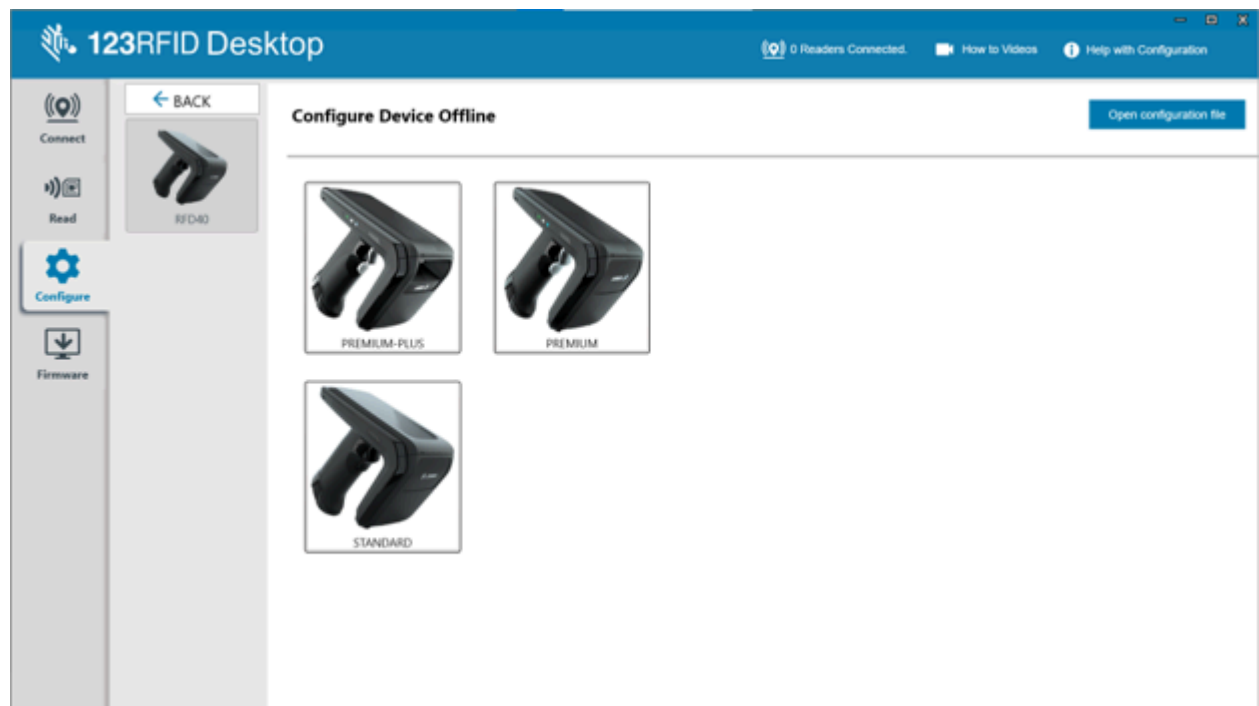 123RFID Desktop
0 Readers Connected.
How to Videos
Help with Configuration
Connect
Read
Configure
Firmware
BACK
RFD40
Configure Device Offline
Open configuration file
PREMIUM-PLUS
PREMIUM
STANDARD